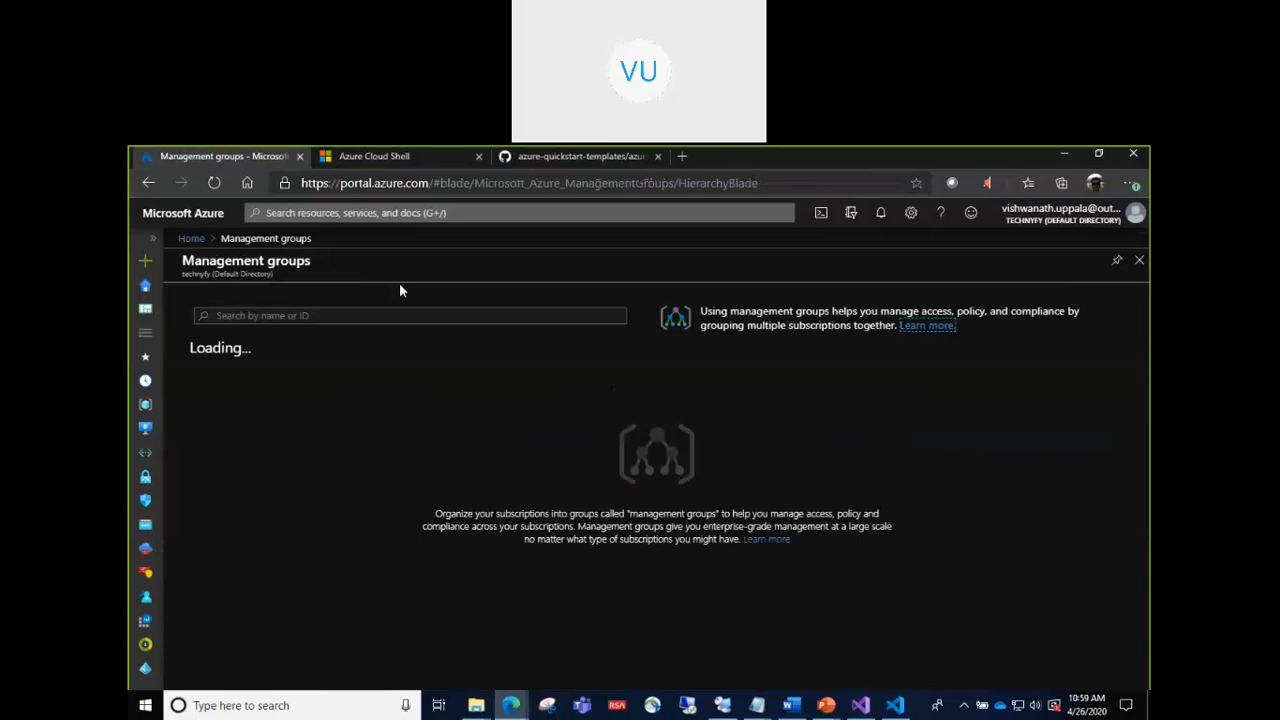 VU
Management groups - Microsoft
Azure Cloud Shell
azure-quickstart-templates/azur
https://portal.azure.com/#blade/Microsoft_Azure_ManagementGroups/HierarchyBlade
Microsoft Azure
Search resources, services, and docs (G+/)
vishwanath.uppala@out...
TECHNYFY (DEFAULT DIRECTORY)
Home > Management groups
Management groups
technyfy (Default Directory)
Search by name or ID
Using management groups helps you manage access, policy, and compliance by
grouping multiple subscriptions together. Learn more.
Loading...
Organize your subscriptions into groups called "management groups" to help you manage access, policy and
compliance across your subscriptions. Management groups give you enterprise-grade management at a large scale
no matter what type of subscriptions you might have. Learn more
Type here to search
RSA
10:59 AM
4/26/2020